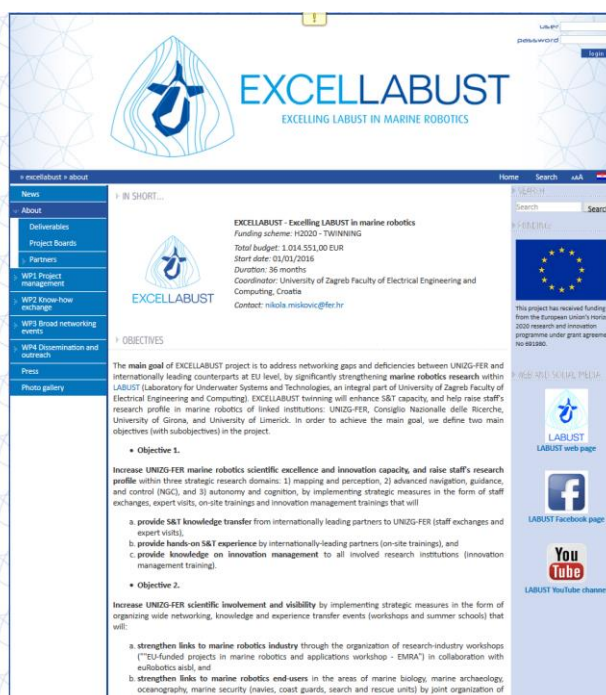 !
user
password
login
EXCELLABUST
EXCELLING LABUST IN MARINE ROBOTICS
» excellabust » about
Home Search AAA
News
About
Deliverables
Project Boards
Partners
WP1 Project
management
WP2 Know-how
exchange
WP3 Broad networking
events
WP4 Dissemination and
outreach
Press
Photo gallery
IN SHORT...
EXCELLABUST
EXCELLABUST - Excelling LABUST in marine robotics
Funding scheme: H2020 - TWINNING
Total budget: 1.014.551,00 EUR
Start date: 01/01/2016
Duration: 36 months
Coordinator: University of Zagreb Faculty of Electrical Engineering and
Computing, Croatia
Contact: nikola.miskovic@fer.hr
OBJECTIVES
The main goal of EXCELLABUST project is to address networking gaps and deficiencies between UNIZG-FER and
internationally leading counterparts at EU level, by significantly strengthening marine robotics research within
LABUST (Laboratory for Underwater Systems and Technologies, an integral part of University of Zagreb Faculty of
Electrical Engineering and Computing). EXCELLABUST twinning will enhance S&T capacity, and help raise staff's
research profile in marine robotics of linked institutions: UNIZG-FER, Consiglio Nazionalle delle Ricerche,
University of Girona, and University of Limerick. In order to achieve the main goal, we define two main
objectives (with subobjectives) in the project.
• Objective 1.
Increase UNIZG-FER marine robotics scientific excellence and innovation capacity, and raise staff's research
profile within three strategic research domains: 1) mapping and perception, 2) advanced navigation, guidance,
and control (NGC), and 3) autonomy and cognition, by implementing strategic measures in the form of staff
exchanges, expert visits, on-site trainings and innovation management trainings that will
a. provide S&T knowledge transfer from internationally leading partners to UNIZG-FER (staff exchanges and
expert visits),
b. provide hands-on S&T experience by internationally-leading partners (on-site trainings), and
c. provide knowledge on innovation management to all involved research institutions (innovation
management training).
• Objective 2.
Increase UNIZG-FER scientific involvement and visibility by implementing strategic measures in the form of
organizing wide networking, knowledge and experience transfer events (workshops and summer schools) that
will:
a. strengthen links to marine robotics industry through the organization of research-industry workshops
(""EU-funded projects in marine robotics and applications workshop - EMRA") in collaboration with
euRobotics aisbl, and
b. strengthen links to marine robotics end-users in the areas of marine biology, marine archaeology,
oceanography, marine security (navies, coast guards, search and rescue units) by joint organization of
SEARCH
Search Searc
FUNDING
This project has received funding
from the European Union's Horiz
2020 research and innovation
programme under grant agreeme
No 691980.
WEB AND SOCIAL MEDIA
LABUST
LABUST web page
LABUST Facebook page
You
Tube
LABUST YouTube channe